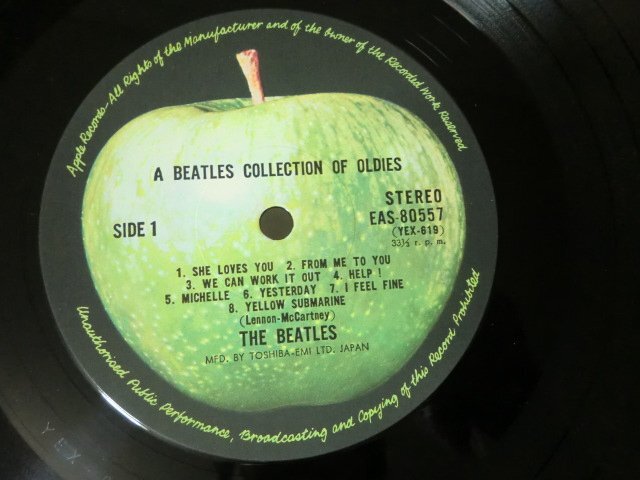 Apple Records-All Rights of the Manufacturer and of the Owner of the Recorded Work Reserved
A BEATLES COLLECTION OF OLDIES
STEREO
SIDE 1
EAS-80557
(YEX-619)
33⅓ r. p. m.
1. SHE LOVES YOU 2. FROM ME TO YOU
3. WE CAN WORK IT OUT 4. HELP !
5. MICHELLE 6. YESTERDAY 7. I FEEL FINE
8. YELLOW SUBMARINE
(Lennon-McCartney)
THE BEATLES
MFD. BY TOSHIBA-EMI LTD. JAPAN
Unauthorised Public Performance, Broadcasting and Copying of this Record Prohibited